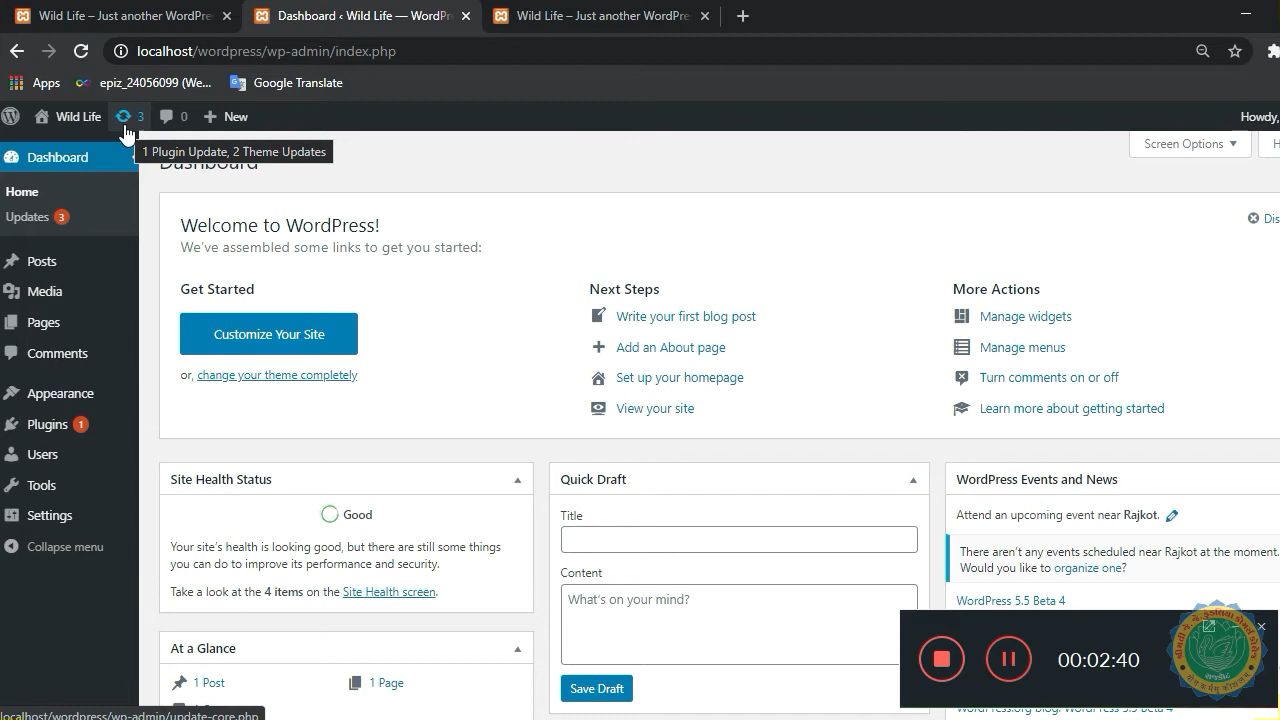 Wild Life – Just another WordPre
Dashboard ‹ Wild Life — WordPr
Wild Life – Just another WordPre
localhost/wordpress/wp-admin/index.php
Apps
epiz_24056099 (We...
Google Translate
Wild Life
3
0
New
Howdy,
1 Plugin Update, 2 Theme Updates
Dashboard
Screen Options
H
Dashboard
Home
Updates 3
Posts
Media
Pages
Comments
Appearance
Plugins 1
Users
Tools
Settings
Collapse menu
Welcome to WordPress!
We've assembled some links to get you started:
Dis
Get Started
Customize Your Site
or, change your theme completely
Next Steps
Write your first blog post
Add an About page
Set up your homepage
View your site
More Actions
Manage widgets
Manage menus
Turn comments on or off
Learn more about getting started
Site Health Status
Good
Your site's health is looking good, but there are still some things
you can do to improve its performance and security.
Take a look at the 4 items on the Site Health screen.
At a Glance
1 Post
1 Page
Quick Draft
Title
Content
What's on your mind?
Save Draft
WordPress Events and News
Attend an upcoming event near Rajkot.
There aren't any events scheduled near Rajkot at the moment.
Would you like to organize one?
WordPress 5.5 Beta 4
00:02:40
WordPress.org blog: WordPress 5.5 Beta 4
localhost/wordpress/wp-admin/update-core.php